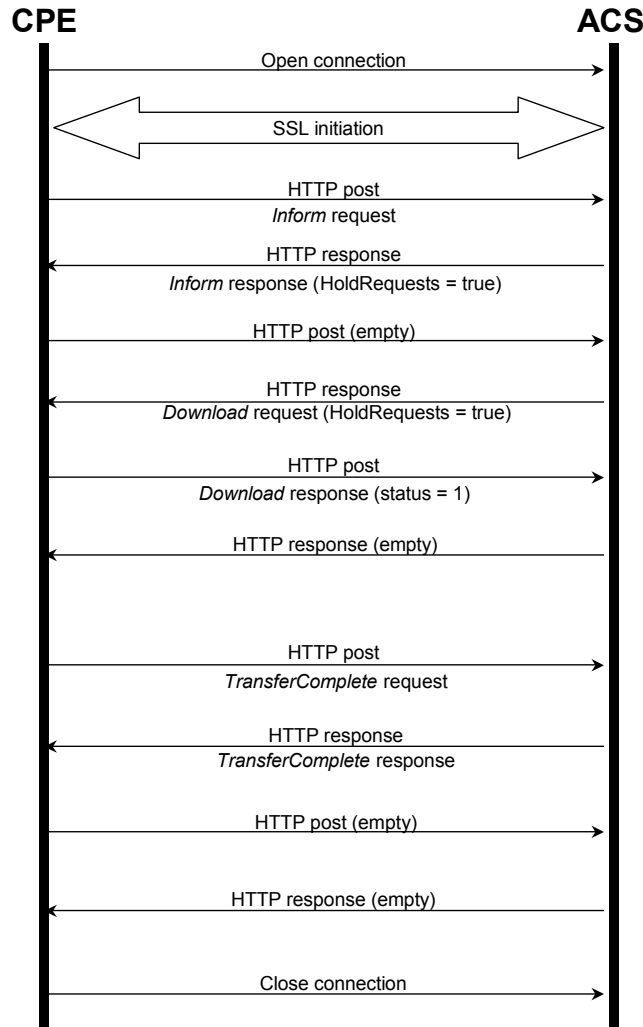 CPE
ACS
Open connection
SSL initiation
HTTP post
Inform request
HTTP response
Inform response (HoldRequests = true)
HTTP post (empty)
HTTP response
Download request (HoldRequests = true)
HTTP post
Download response (status = 1)
HTTP response (empty)
HTTP post
TransferComplete request
HTTP response
TransferComplete response
HTTP post (empty)
HTTP response (empty)
Close connection